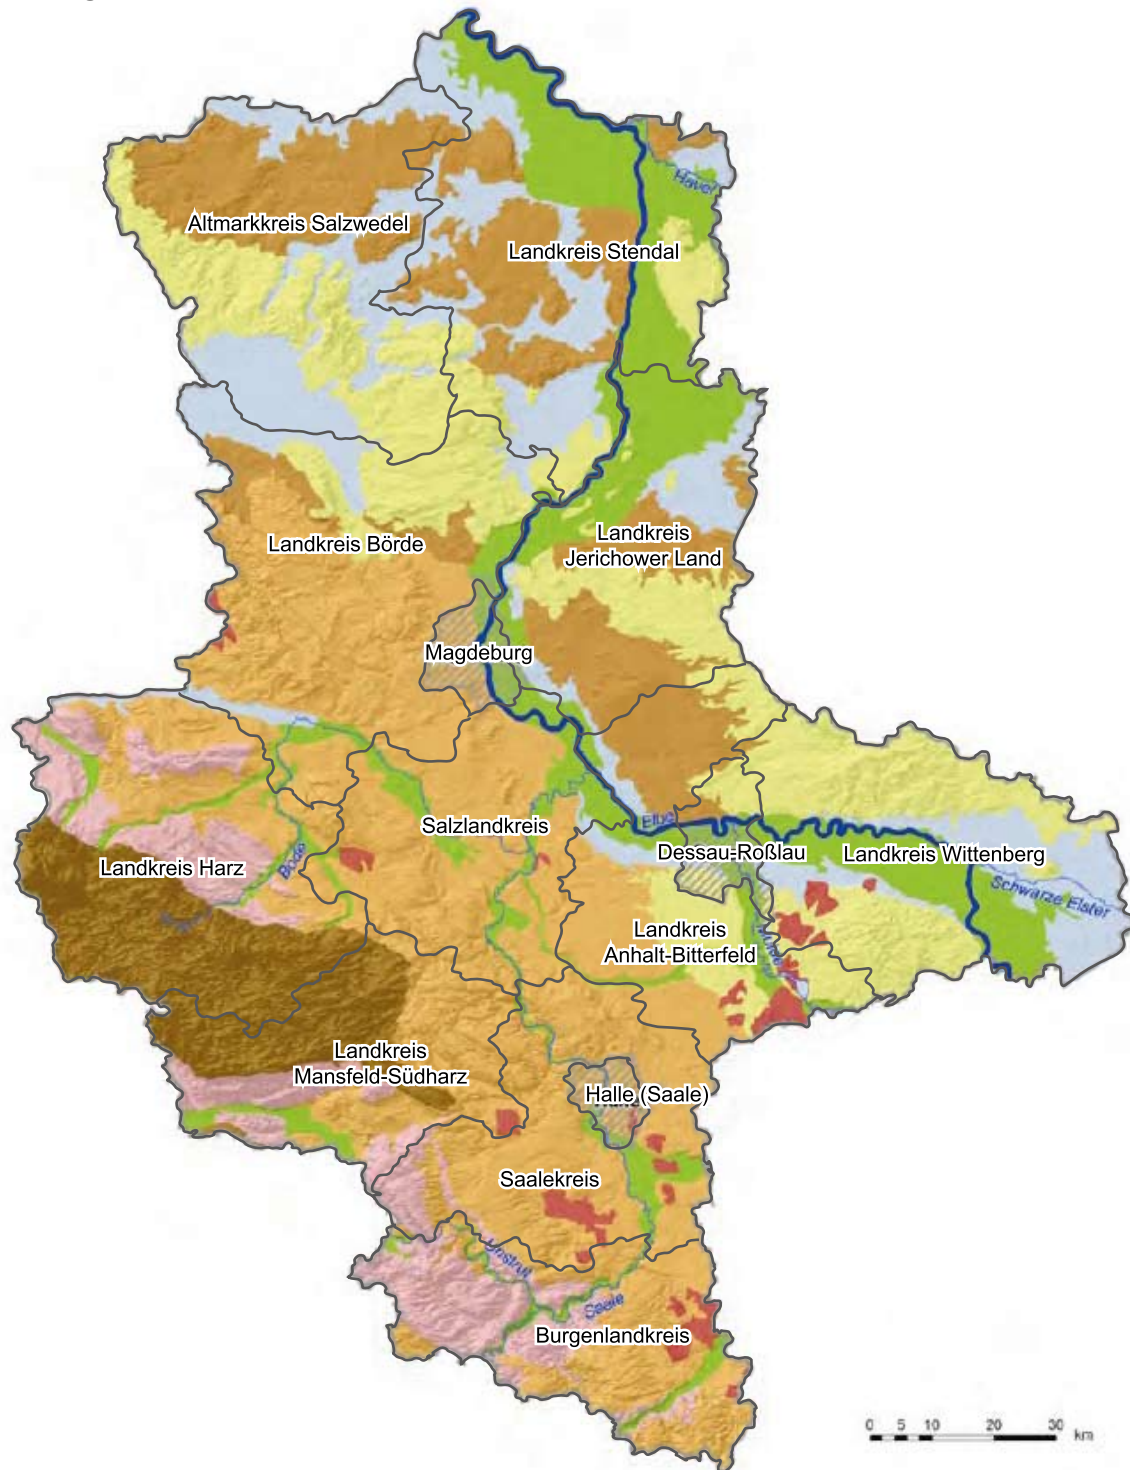 Havel
Altmarkkreis Salzwedel
Landkreis Stendal
Landkreis Börde
Landkreis
Jerichower Land
Magdeburg
Elbe
Salzlandkreis
Dessau-Roßlau
Landkreis Wittenberg
Landkreis Harz
Bode
Schwarze Elster
Landkreis
Anhalt-Bitterfeld
Mulde
Landkreis
Mansfeld-Südharz
Halle (Saale)
Saalekreis
Unstrut
Saale
Burgenlandkreis
0 5 10 20 30 km